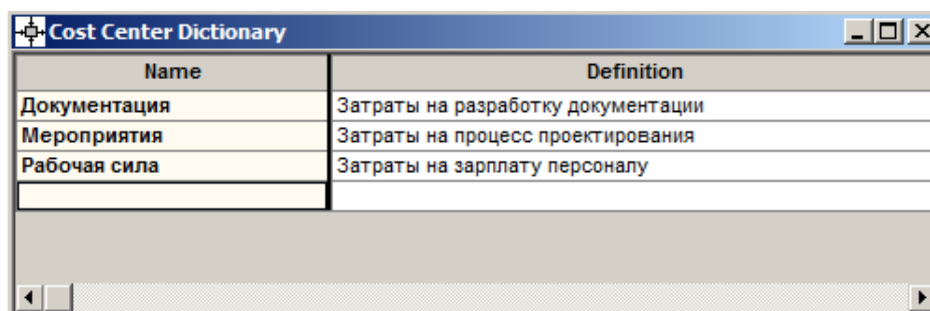 Cost Center Dictionary
Name Definition
Документация Затраты на разработку документации
Мероприятия Затраты на процесс проектирования
Рабочая сила Затраты на зарплату персоналу